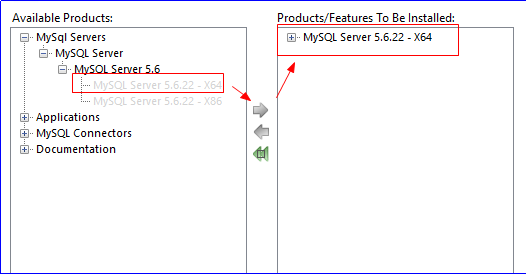 Available Products:
MySql Servers
MySQL Server
MySQL Server 5.6
MySQL Server 5.6.22 - X64
MySQL Server 5.6.22 - X86
Applications
MySQL Connectors
Documentation
Products/Features To Be Installed:
MySQL Server 5.6.22 - X64